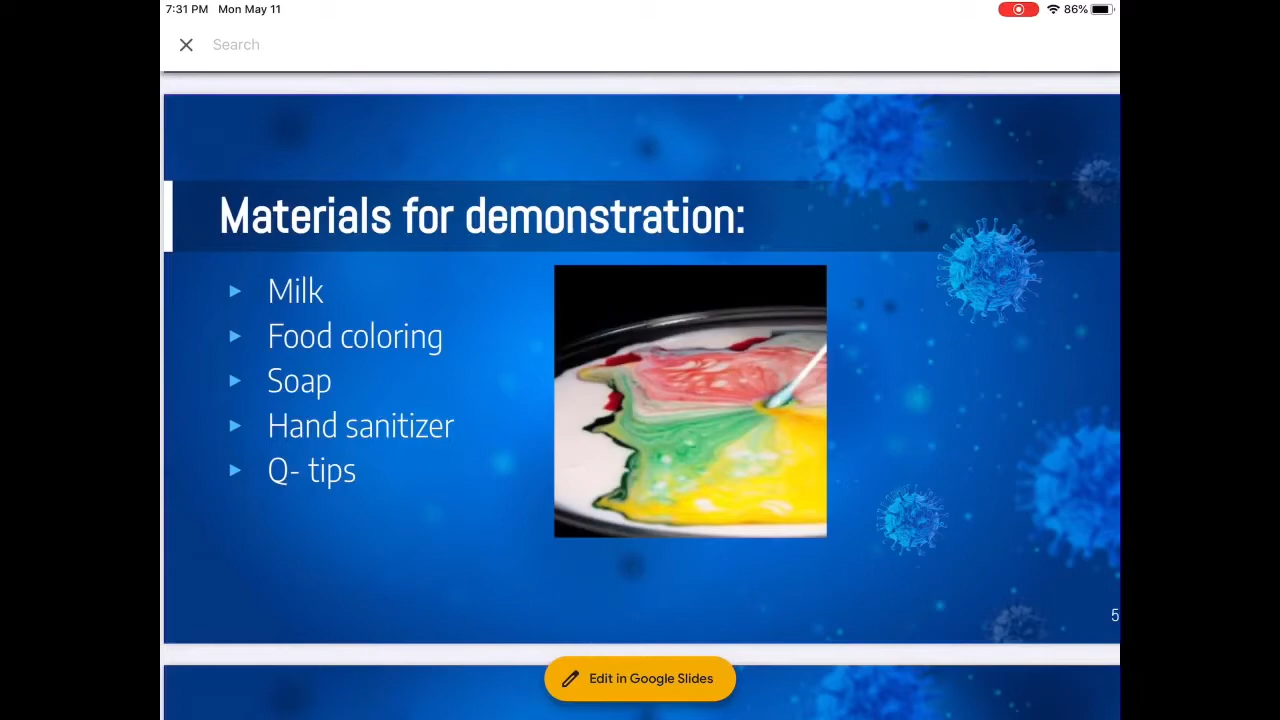 7:31 PM Mon May 11
86%
Search
Materials for demonstration:
Milk
Food coloring
Soap
Hand sanitizer
Q- tips
5
Edit in Google Slides